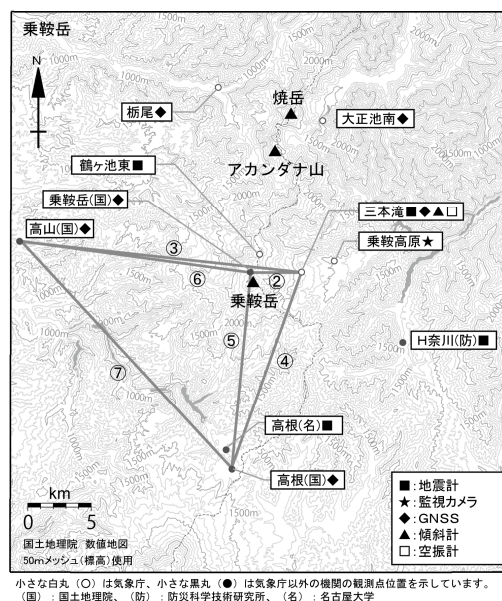 乗鞍岳
N
1000m
1000m
2000m
1500m
焼岳
栃尾◆
大正池南◆
アカンダナ山
鶴ヶ池東■
乗鞍岳(国)◆
三本滝■◆▲□
高山(国)◆
乗鞍高原★
③
⑥
②
乗鞍岳
⑤
④
H奈川(防)■
⑦
高根(名)■
高根(国)◆
km
0 5
国土地理院 数値地図
50mメッシュ(標高)使用
■:地震計
★:監視カメラ
◆:GNSS
▲:傾斜計
□:空振計
小さな白丸(○)は気象庁、小さな黒丸(●)は気象庁以外の機関の観測点位置を示しています。
(国):国土地理院、(防):防災科学技術研究所、(名):名古屋大学